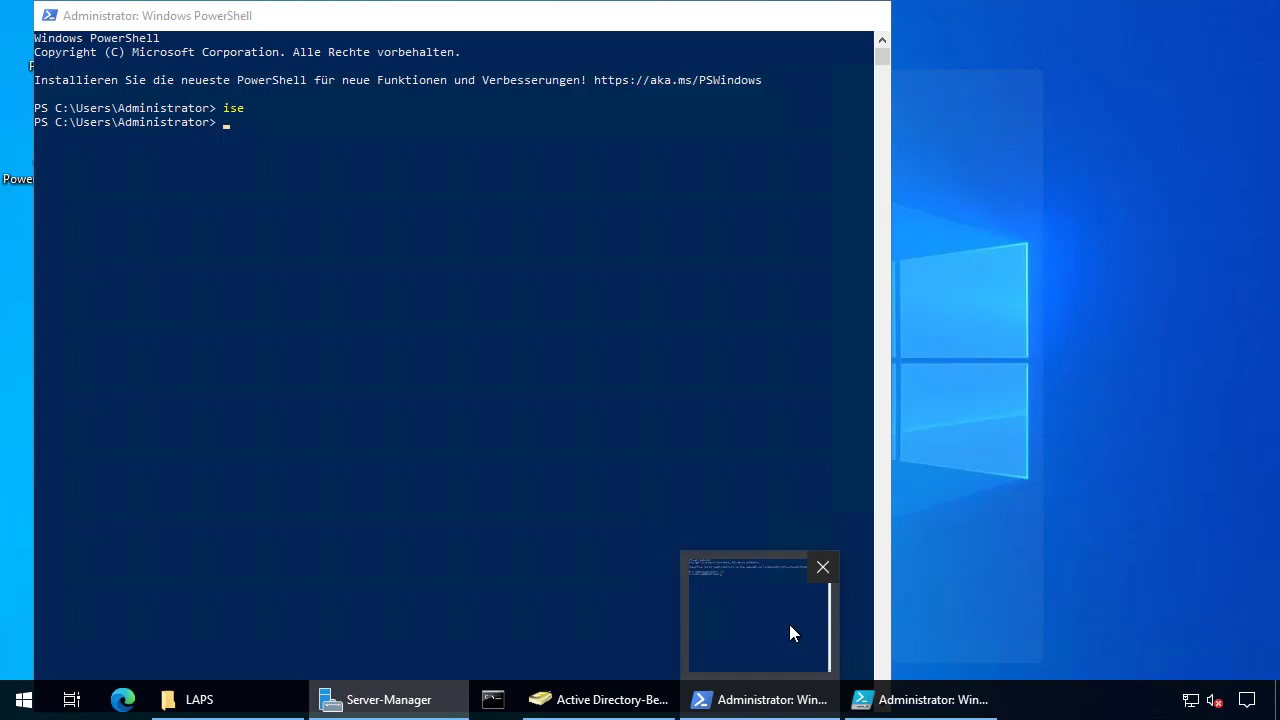 Administrator: Windows PowerShell
Windows PowerShell
Copyright (C) Microsoft Corporation. Alle Rechte vorbehalten.
Installieren Sie die neueste PowerShell für neue Funktionen und Verbesserungen! https://aka.ms/PSWindows
PS C:\Users\Administrator> ise
PS C:\Users\Administrator>
Powe
LAPS
Server-Manager
Active Directory-Be...
Administrator: Win...
Administrator: Win...